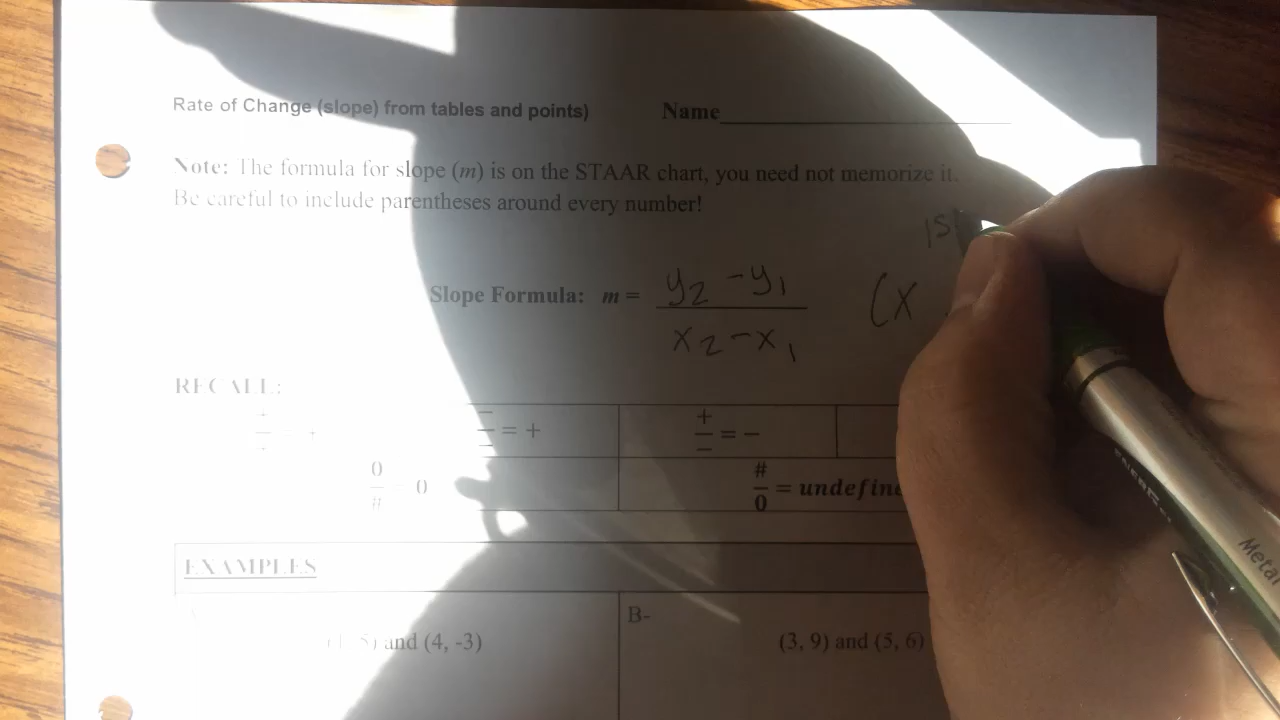 Rate of Change (slope) from tables and points) Name
Note: The formula for slope (m) is on the STAAR chart, you need not memorize it.
Be careful to include parentheses around every number!
Slope Formula: m = y2 - y1 / x2 - x1 (x
RECALL:
= + + / - = -
0 / # 0 # / 0 =
EXAMPLES
B-
and (4, -3) (3, 9) and (5, 6)
Metal